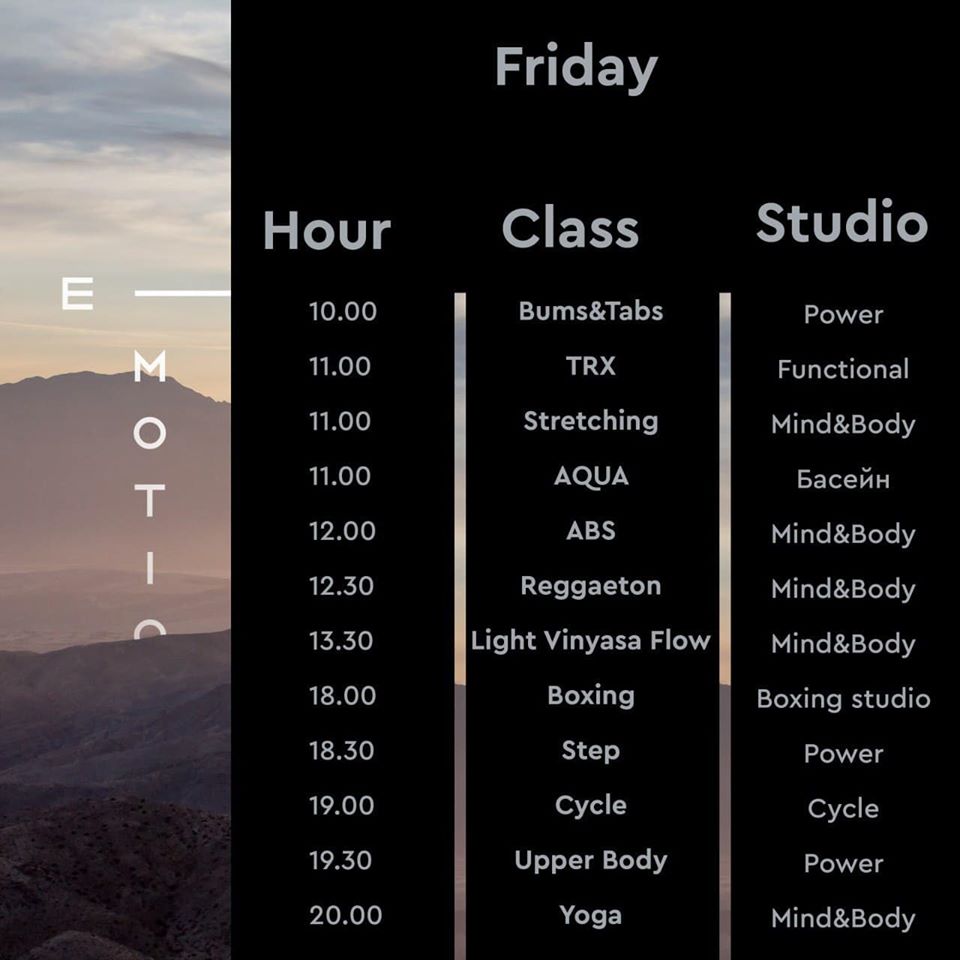 Friday
Hour Class Studio
10.00 Bums&Tabs Power
11.00 TRX Functional
11.00 Stretching Mind&Body
11.00 AQUA Басейн
12.00 ABS Mind&Body
12.30 Reggaeton Mind&Body
13.30 Light Vinyasa Flow Mind&Body
18.00 Boxing Boxing studio
18.30 Step Power
19.00 Cycle Cycle
19.30 Upper Body Power
20.00 Yoga Mind&Body
E — MOTIO